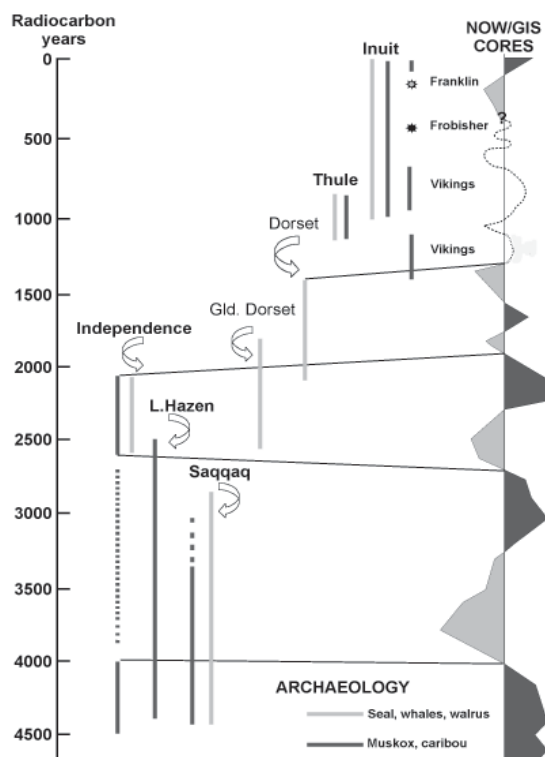 Radiocarbon
years
NOW/GIS
CORES
Inuit
0
Franklin
?
500
Frobisher
Thule
Vikings
1000
Dorset
Vikings
1500
Gld. Dorset
Independence
2000
L.Hazen
2500
Saqqaq
3000
3500
4000
ARCHAEOLOGY
Seal, whales, walrus
4500
Muskox, caribou